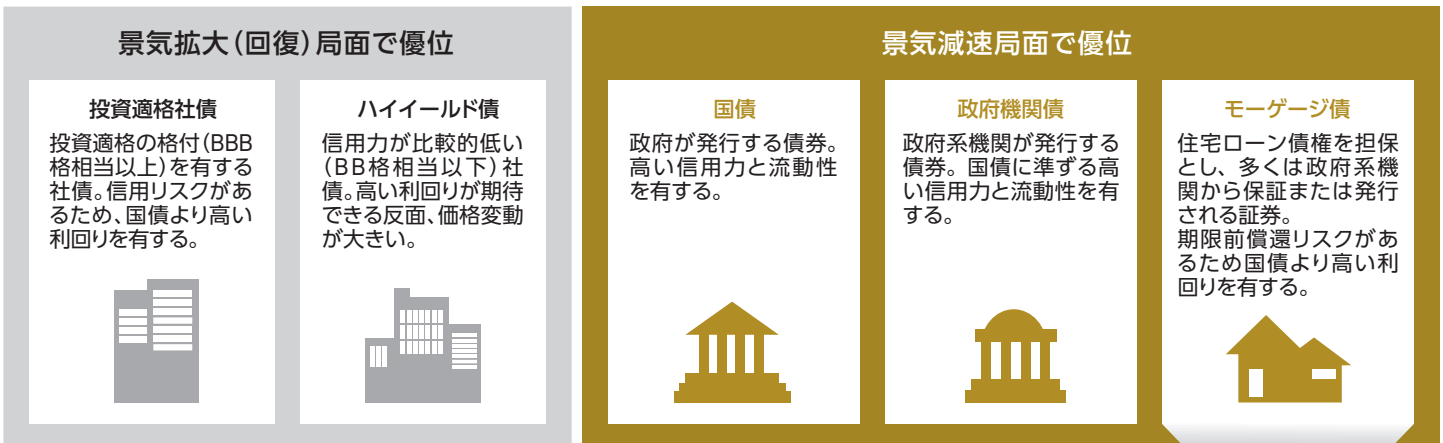 景気拡大(回復)局面で優位
投資適格社債
投資適格の格付(BBB
格相当以上)を有する
社債。信用リスクがあ
るため、国債より高い
利回りを有する。
ハイイールド債
信用力が比較的低い
(BB格相当以下)社
債。高い利回りが期待
できる反面、価格変動
が大きい。
景気減速局面で優位
国債
政府が発行する債券。
高い信用力と流動性
を有する。
政府機関債
政府系機関が発行する
債券。国債に準ずる高
い信用力と流動性を有
する。
モーゲージ債
住宅ローン債権を担保
とし、多くは政府系機
関から保証または発行
される証券。
期限前償還リスクがあ
るため国債より高い利
回りを有する。